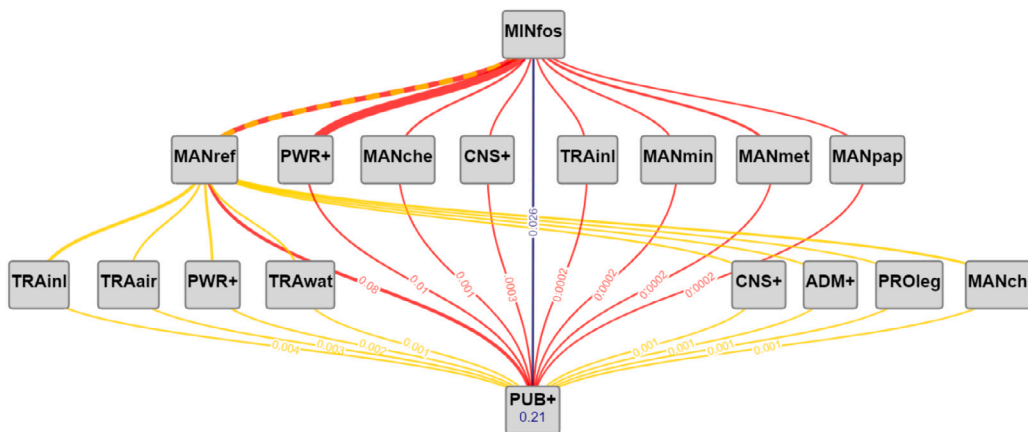 MINfos
MANref PWR+ MANche CNS+ TRAinl MANmin MANmet MANpap
0.026
TRAinl TRAair PWR+ TRAwat CNS+ ADM+ PROleg MANch
0.08 0.01 0.001 .0003 0.0002 0.0002 0.0002 0.0002
0.004 0.003 0.002 0.001 0.001 0.001 0.001 0.001
PUB+
0.21